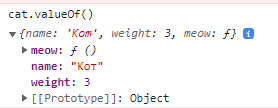 cat.valueOf()
▼ {name: 'Кот', weight: 3, meow: ƒ} i
▶ meow: ƒ ()
name: "Кот"
weight: 3
▶ [[Prototype]]: Object